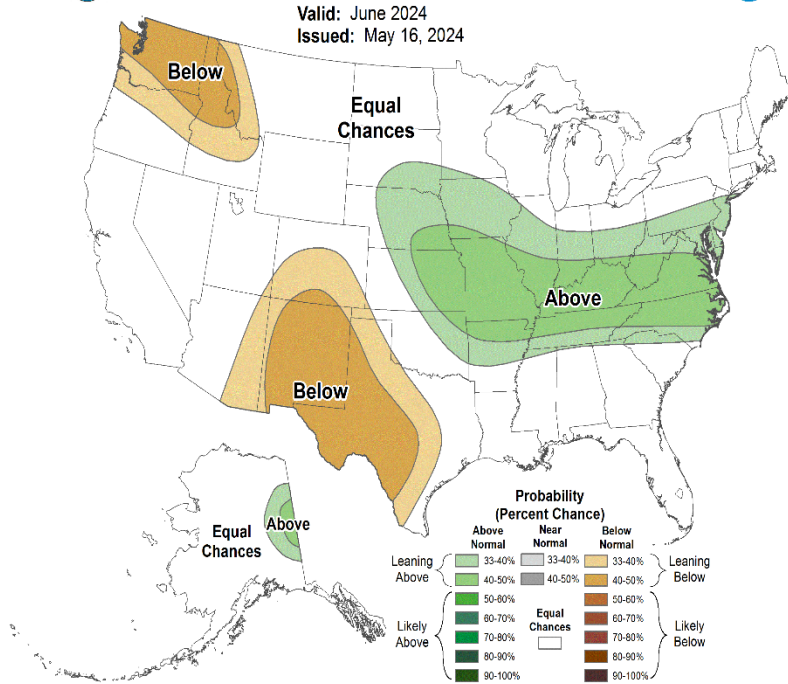 Valid: June 2024
Issued: May 16, 2024
Below
Equal
Chances
Above
Below
Equal
Chances
Above
Probability
(Percent Chance)
Above
Normal
Near
Normal
Below
Normal
Leaning
Above
33-40%
33-40%
33-40%
Leaning
Below
40-50%
40-50%
40-50%
Likely
Above
50-60%
60-70%
70-80%
80-90%
90-100%
Equal
Chances
50-60%
60-70%
70-80%
80-90%
90-100%
Likely
Below